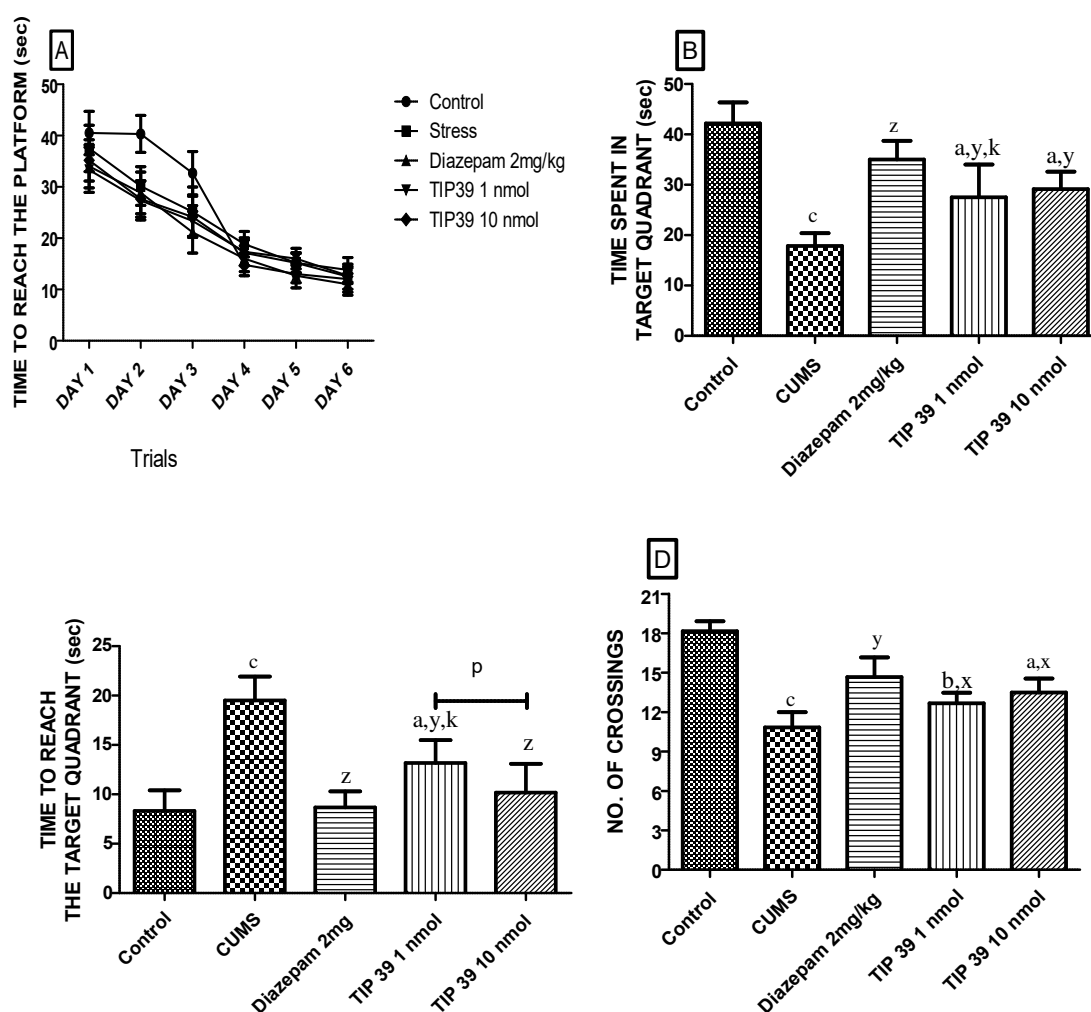 A
TIME TO REACH THE PLATFORM (sec)
50
40
30
20
10
0
DAY 1
DAY 2
DAY 3
DAY 4
DAY 5
DAY 6
Trials
Control
Stress
Diazepam 2mg/kg
TIP39 1 nmol
TIP39 10 nmol
B
TIME SPENT IN
TARGET QUADRANT (sec)
50
40
30
20
10
0
c
z
a,y,k
a,y
Control
CUMS
Diazepam 2mg/kg
TIP 39 1 nmol
TIP 39 10 nmol
TIME TO REACH
THE TARGET QUADRANT (sec)
25
20
15
10
5
0
c
z
a,y,k
p
z
Control
CUMS
Diazepam 2mg
TIP 39 1 nmol
TIP 39 10 nmol
D
NO. OF CROSSINGS
21
18
15
12
9
6
3
0
c
y
b,x
a,x
Control
CUMS
Diazepam 2mg/kg
TIP 39 1 nmol
TIP 39 10 nmol